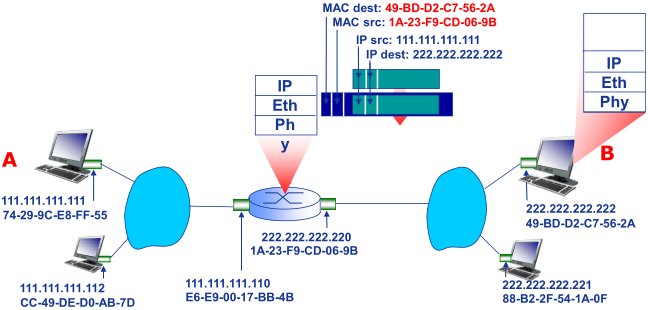 MAC dest: 49-BD-D2-C7-56-2A
MAC src: 1A-23-F9-CD-06-9B
IP src: 111.111.111.111
IP dest: 222.222.222.222
IP
Eth
Ph
y
IP
Eth
Phy
A
B
111.111.111.111
74-29-9C-E8-FF-55
222.222.222.222
49-BD-D2-C7-56-2A
222.222.222.220
1A-23-F9-CD-06-9B
111.111.111.112
CC-49-DE-D0-AB-7D
111.111.111.110
E6-E9-00-17-BB-4B
222.222.222.221
88-B2-2F-54-1A-0F